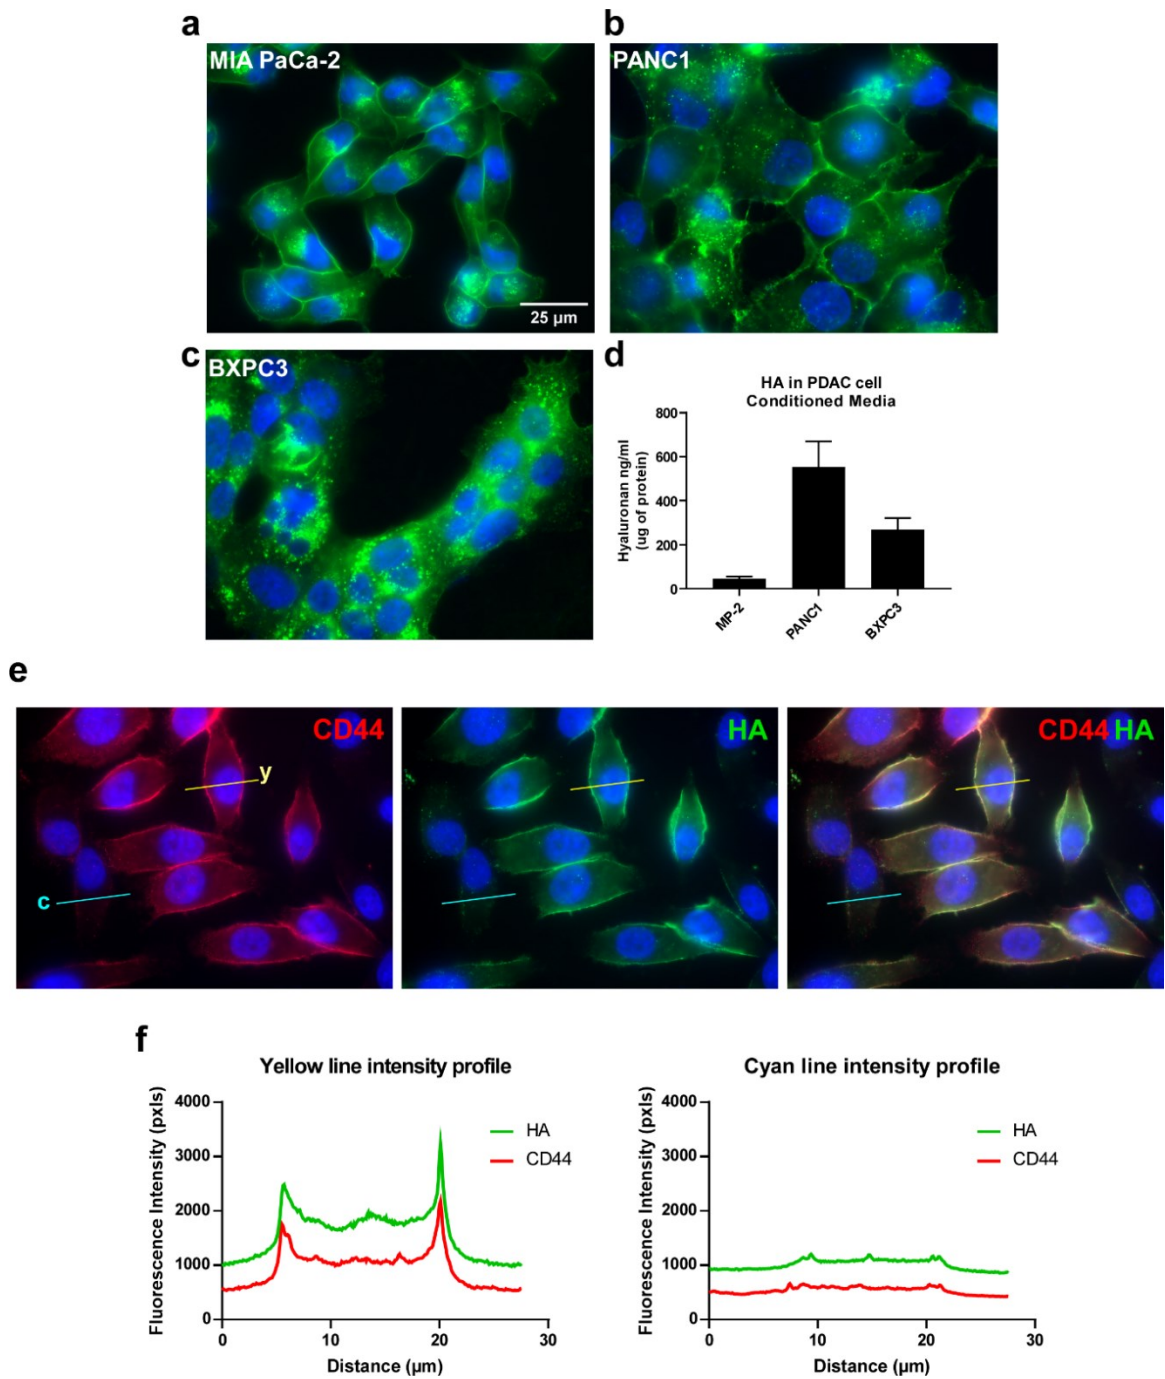 a
MIA PaCa-2
25 µm
b
PANC1
c
BXPC3
d
HA in PDAC cell
Conditioned Media
Hyaluronan ng/ml
(ug of protein)
800
600
400
200
0
MP-2
PANC1
BXPC3
e
CD44
y
c
HA
CD44 HA
f
Yellow line intensity profile
Fluorescence Intensity (pxls)
4000
3000
2000
1000
0
HA
CD44
0 10 20 30
Distance (µm)
Cyan line intensity profile
Fluorescence Intensity (pxls)
4000
3000
2000
1000
0
HA
CD44
0 10 20 30
Distance (µm)